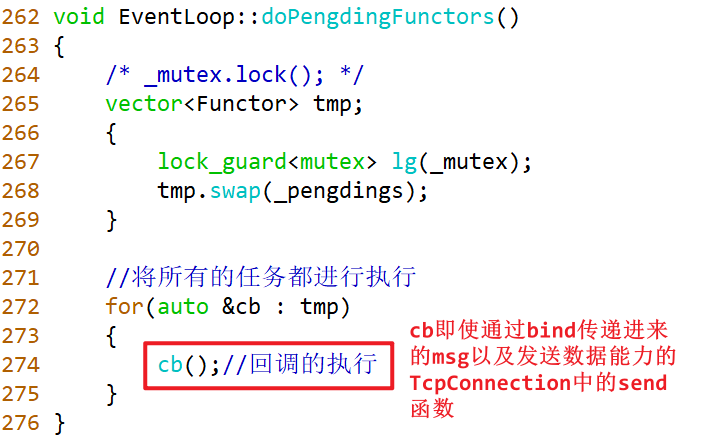 262 void EventLoop::doPengdingFunctors()
263 {
264     /* _mutex.lock(); */
265     vector<Functor> tmp;
266     {
267         lock_guard<mutex> lg(_mutex);
268         tmp.swap(_pengdings);
269     }
270
271     //将所有的任务都进行执行
272     for(auto &cb : tmp)
273     {
274         cb();//回调的执行
275     }
276 }
cb即使通过bind传递进来
的msg以及发送数据能力的
TcpConnection中的send
函数